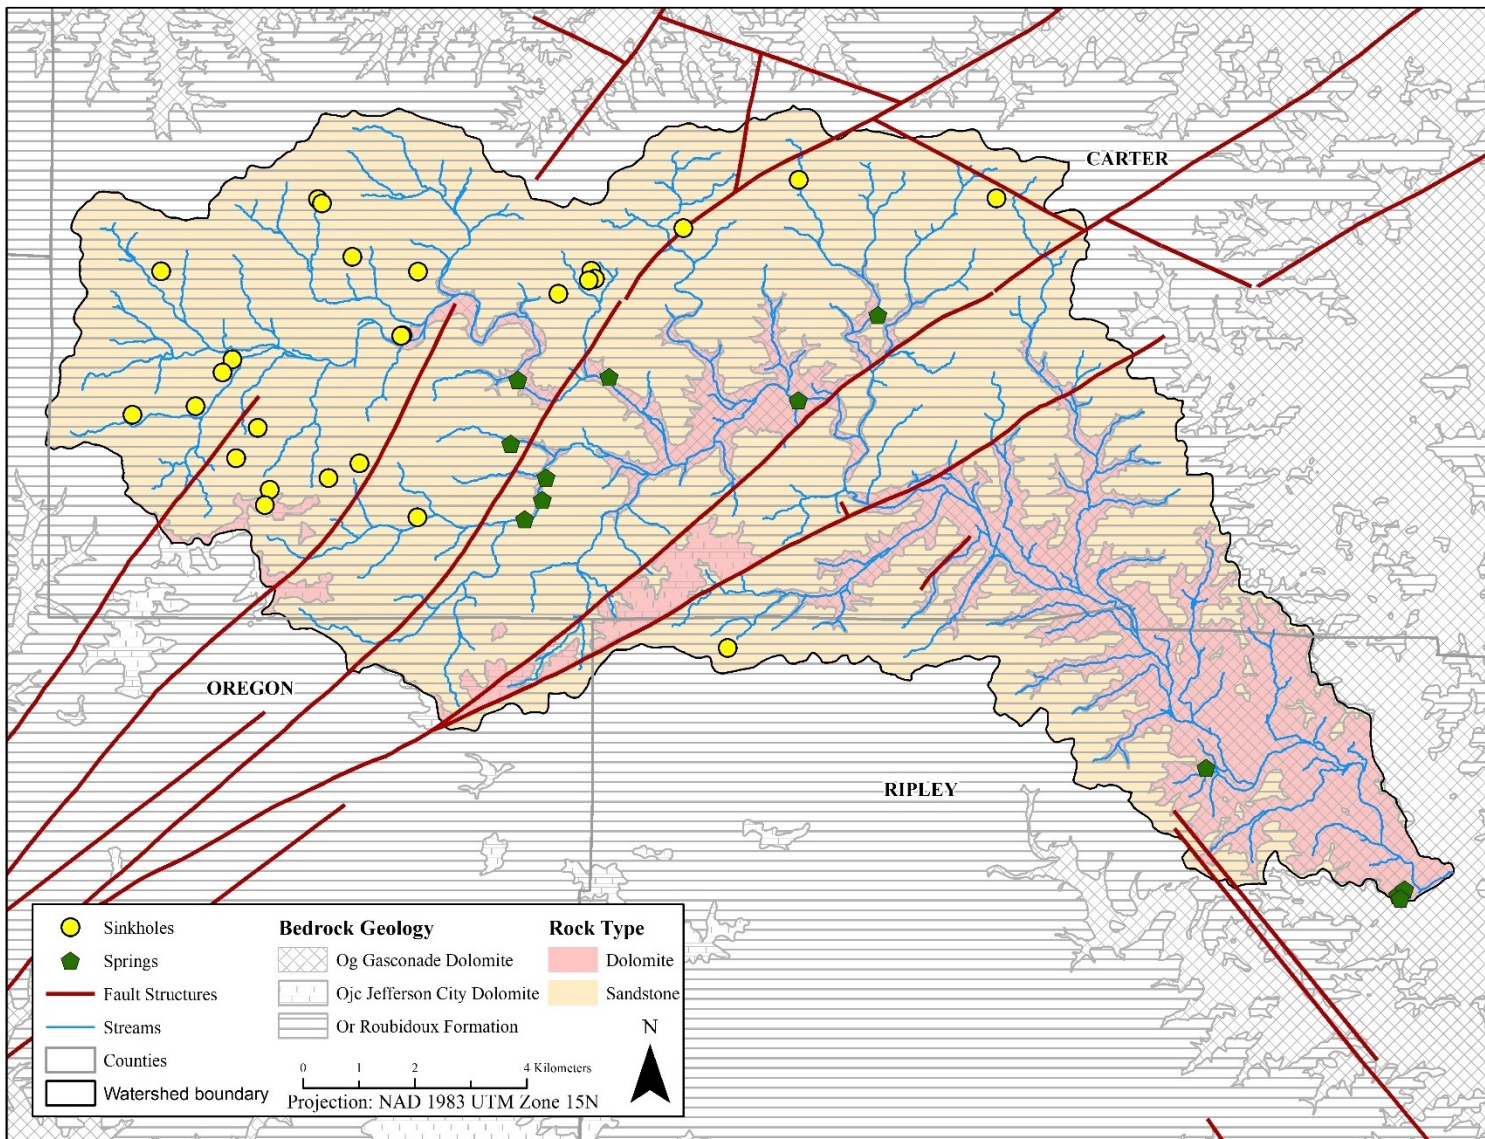 CARTER
OREGON
RIPLEY
Sinkholes
Springs
Fault Structures
Streams
Counties
Watershed boundary
Bedrock Geology
Og Gasconade Dolomite
Ojc Jefferson City Dolomite
Or Roubidoux Formation
0 1 2 4 Kilometers
Projection: NAD 1983 UTM Zone 15N
Rock Type
Dolomite
Sandstone
N